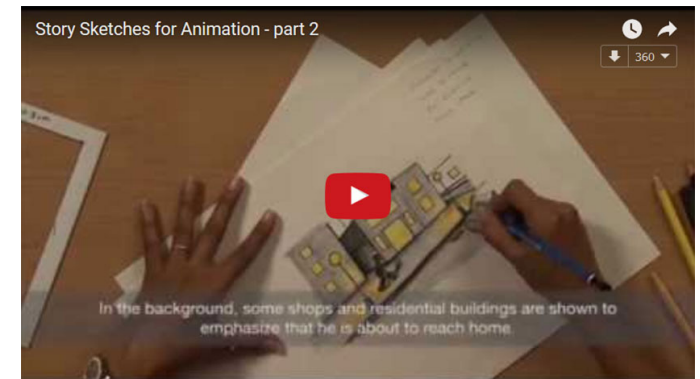 Story Sketches for Animation - part 2
360
In the background, some shops and residential buildings are shown to
emphasize that he is about to reach home.